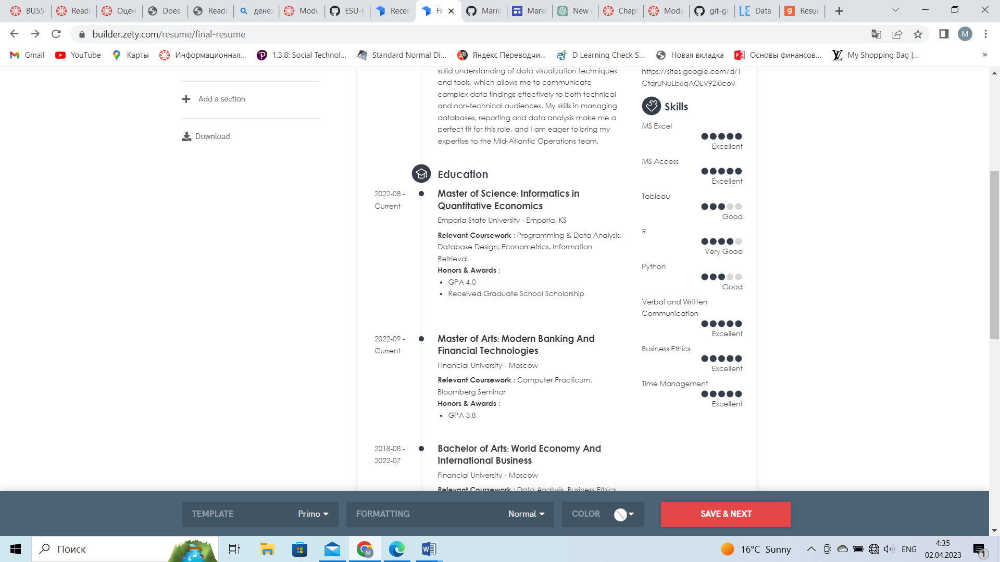 BU55
Readr
Оцен
Does
Readr
денеж
Modu
ESU-E
Recen
Fi
Mariia
Mariia
New c
Chapt
Modu
git-gi
Data
Resur
builder.zety.com/resume/final-resume
M
Gmail
YouTube
Карты
Информационная...
1.3.8: Social Technol...
Standard Normal Di...
Яндекс Переводчи...
D Learning Check S...
Новая вкладка
Основы финансов...
My Shopping Bag |...
»
Add a section
Download
solid understanding of data visualization techniques
and tools, which allows me to communicate
complex data findings effectively to both technical
and non-technical audiences. My skills in managing
databases, reporting and data analysis make me a
perfect fit for this role, and I am eager to bring my
expertise to the Mid-Atlantic Operations team.
Education
2022-08 -
Current
Master of Science: Informatics in
Quantitative Economics
Emporia State University - Emporia, KS
Relevant Coursework : Programming & Data Analysis,
Database Design, Econometrics, Information
Retrieval
Honors & Awards :
• GPA 4.0
• Received Graduate School Scholarship
2022-09 -
Current
Master of Arts: Modern Banking And
Financial Technologies
Financial University - Moscow
Relevant Coursework : Computer Practicum,
Bloomberg Seminar
Honors & Awards :
• GPA 3.8
2018-08 -
2022-07
Bachelor of Arts: World Economy And
International Business
Financial University - Moscow
Relevant Coursework : Data Analysis, Business Ethics
https://sites.google.com/d/1
CtqrUNuLb6qAOLV92I0cov
Skills
MS Excel
Excellent
MS Access
Excellent
Tableau
Good
R
Very Good
Python
Good
Verbal and Written
Communication
Excellent
Business Ethics
Excellent
Time Management
Excellent
TEMPLATE
Primo
FORMATTING
Normal
COLOR
SAVE & NEXT
Поиск
16°C Sunny
ENG
4:35
02.04.2023
1